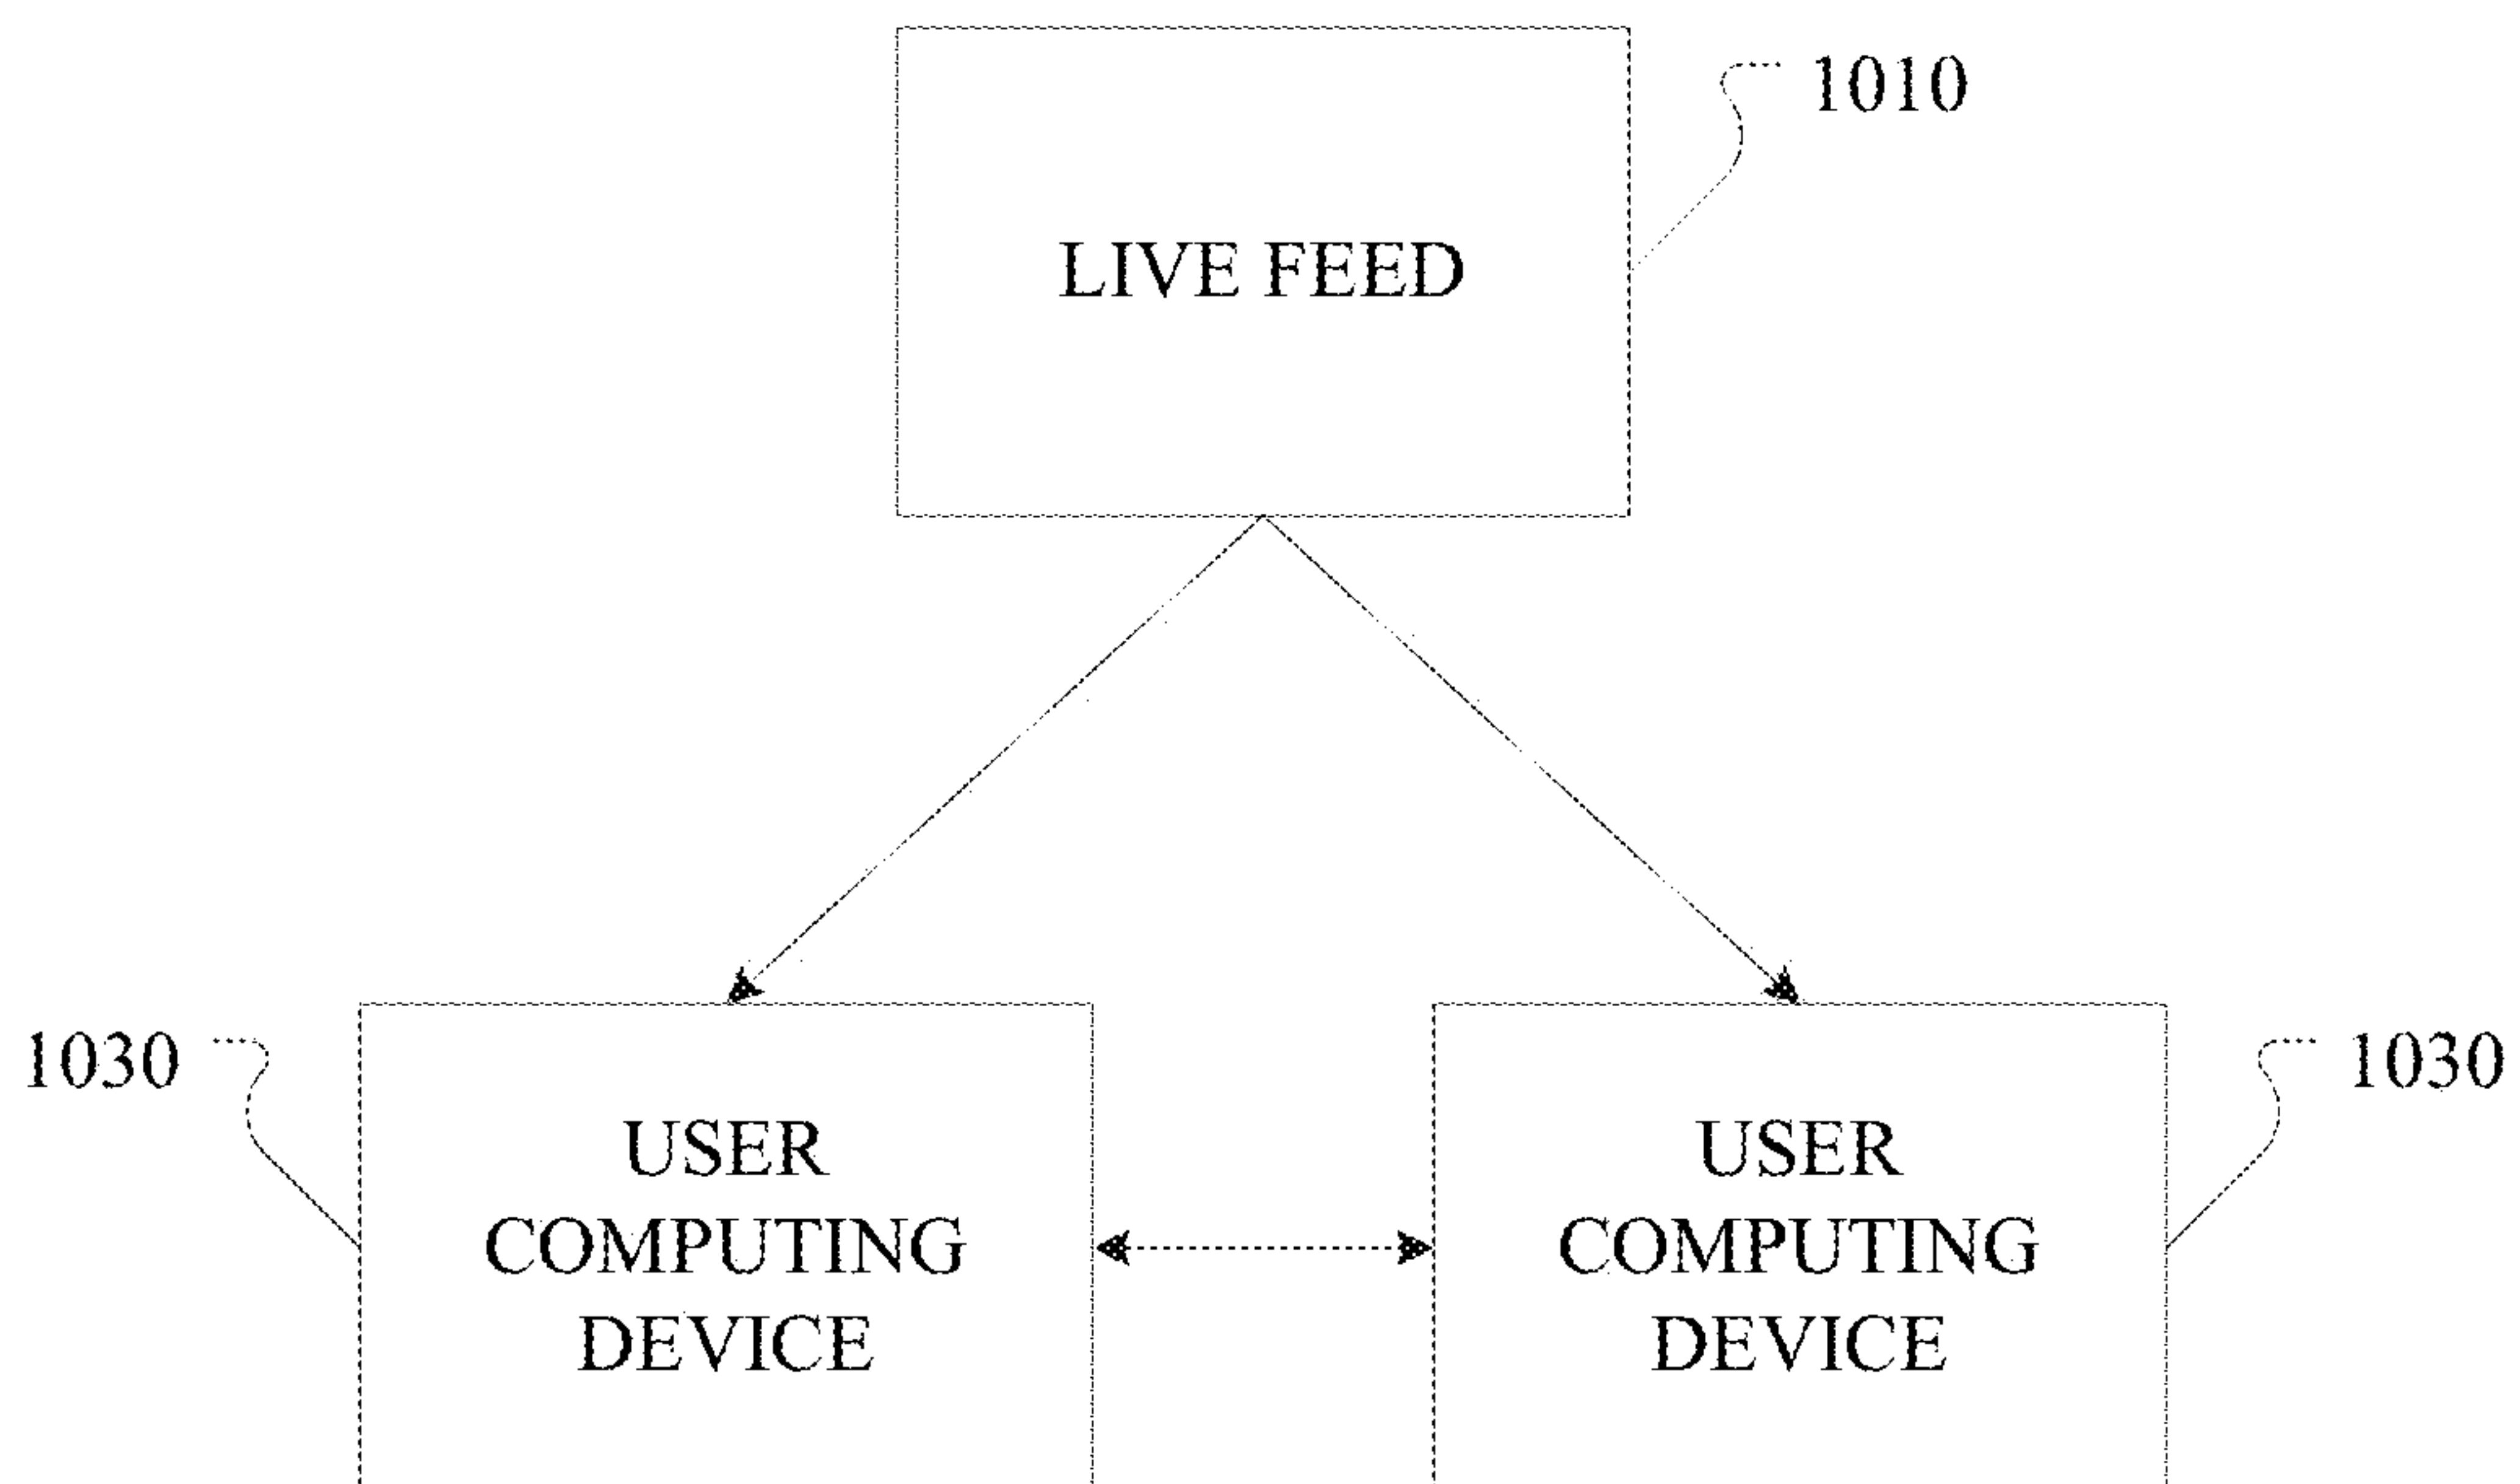 1010
LIVE FEED
1030
1030
USER
COMPUTING
DEVICE
USER
COMPUTING
DEVICE